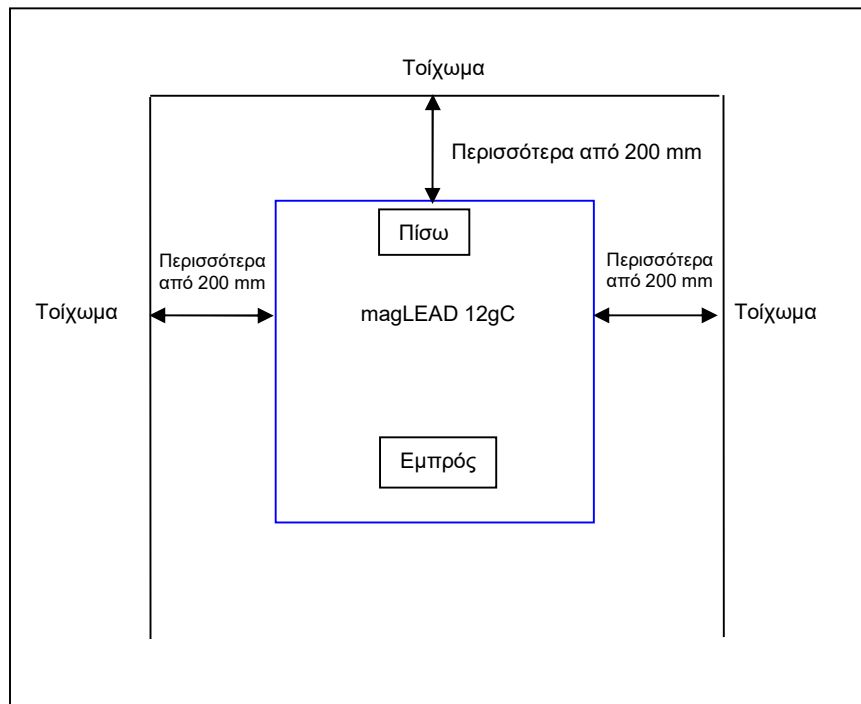 Τοίχωμα
Περισσότερα από 200 mm
Πίσω
Περισσότερα
από 200 mm
Περισσότερα
από 200 mm
Τοίχωμα
magLEAD 12gC
Τοίχωμα
Εμπρός